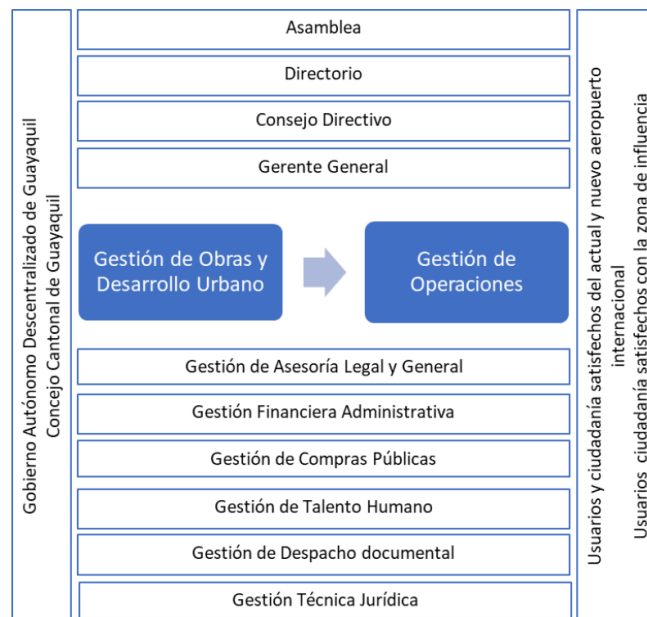 Gobierno Autónomo Descentralizado de Guayaquil
Concejo Cantonal de Guayaquil
Asamblea
Directorio
Consejo Directivo
Gerente General
Gestión de Obras y
Desarrollo Urbano
Gestión de
Operaciones
Gestión de Asesoría Legal y General
Gestión Financiera Administrativa
Gestión de Compras Públicas
Gestión de Talento Humano
Gestión de Despacho documental
Gestión Técnica Jurídica
Usuarios y ciudadanía satisfechos del actual y nuevo aeropuerto
internacional
Usuarios ciudadanía satisfechos con la zona de influencia